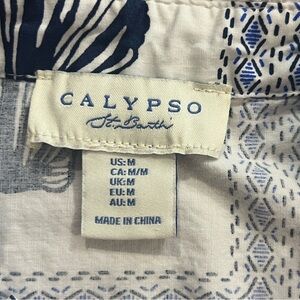 CALYPSO
St. Barth
US:M
CA: M/M
UK:M
EU:M
AU: M
MADE IN CHINA